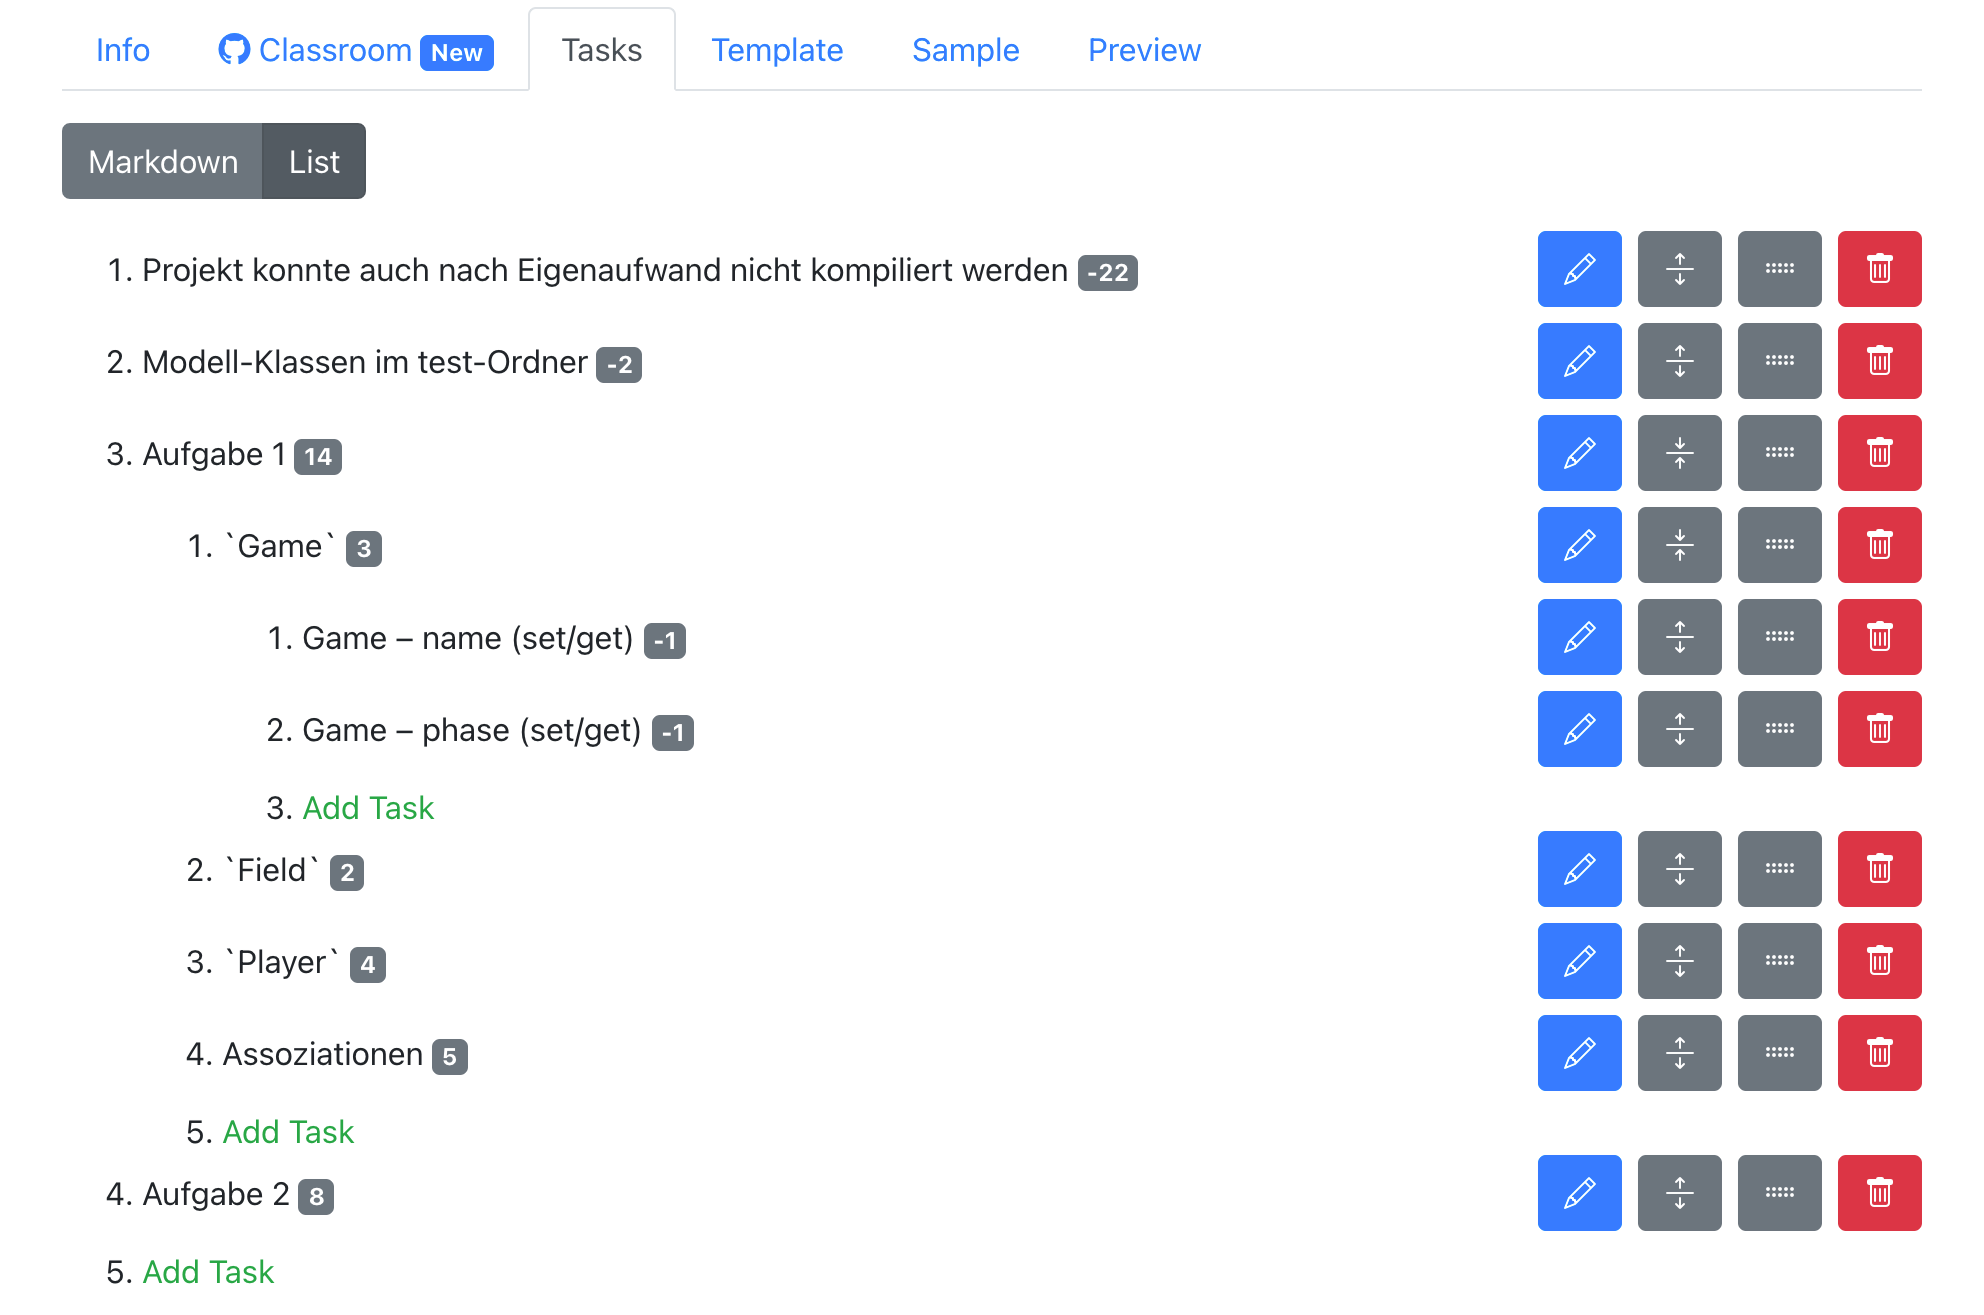 Info Classroom New Tasks Template Sample Preview
Markdown List
1. Projekt konnte auch nach Eigenaufwand nicht kompiliert werden -22
2. Modell-Klassen im test-Ordner -2
3. Aufgabe 1 14
1. `Game` 3
1. Game – name (set/get) -1
2. Game – phase (set/get) -1
3. Add Task
2. `Field` 2
3. `Player` 4
4. Assoziationen 5
5. Add Task
4. Aufgabe 2 8
5. Add Task